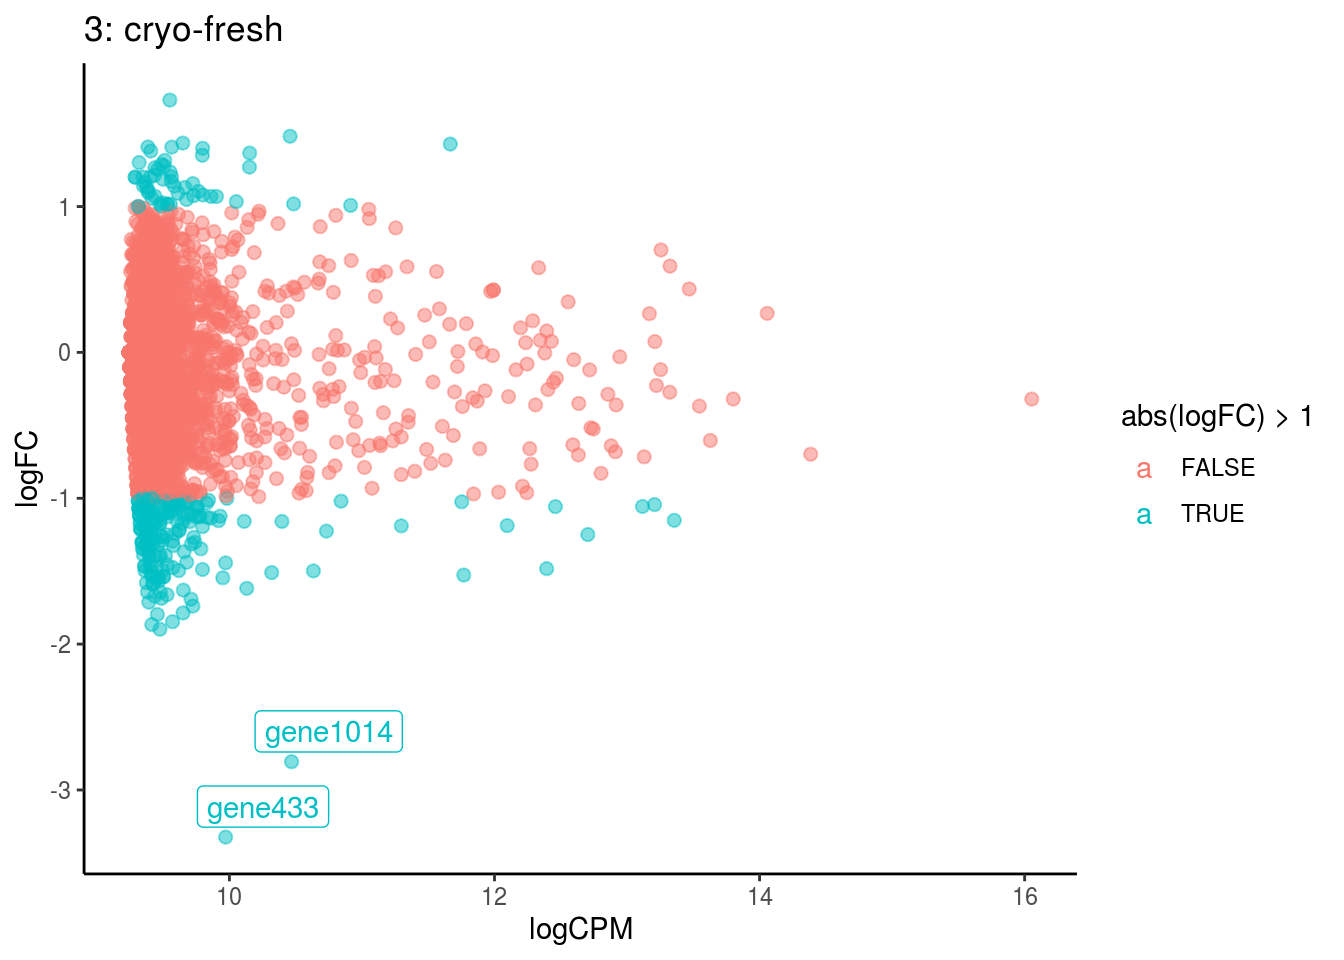 3: cryo-fresh
logFC
1
0
-1
-2
-3
gene1014
gene433
10 12 14 16
logCPM
abs(logFC) > 1
a FALSE
a TRUE